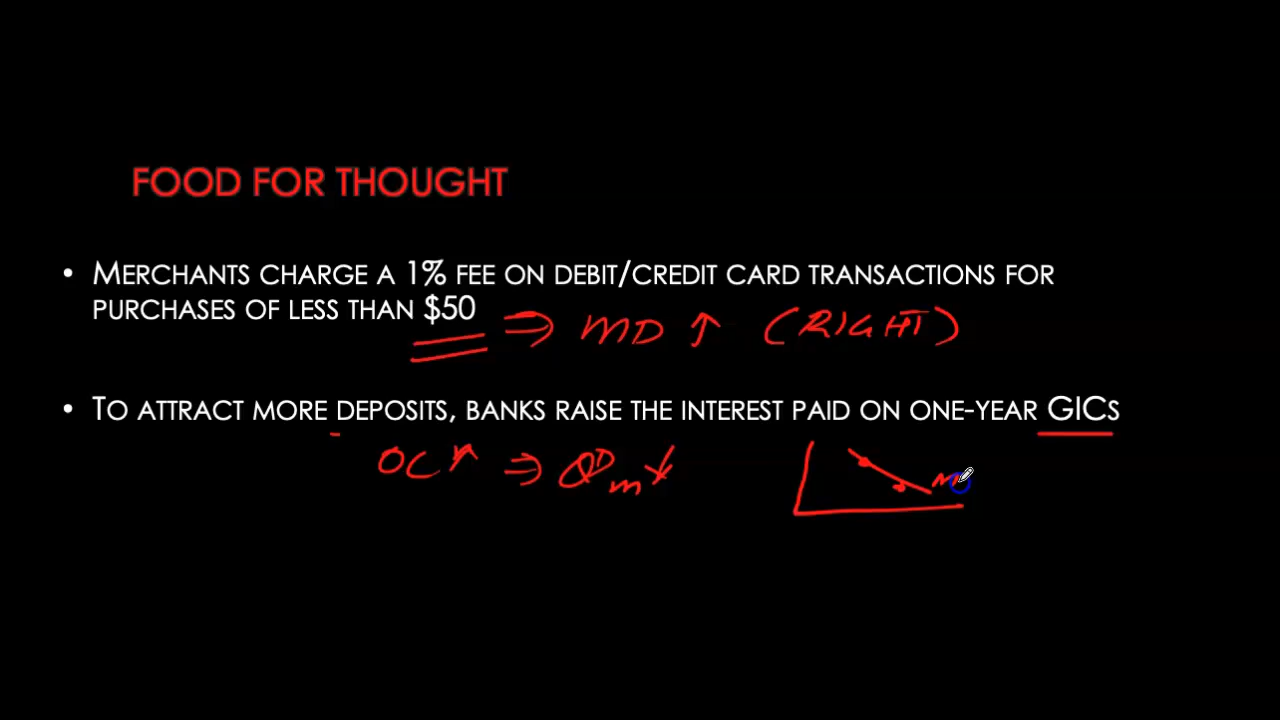 FOOD FOR THOUGHT
• MERCHANTS CHARGE A 1% FEE ON DEBIT/CREDIT CARD TRANSACTIONS FOR
PURCHASES OF LESS THAN $50
⇒ MD ↑ (RIGHT)
• TO ATTRACT MORE DEPOSITS, BANKS RAISE THE INTEREST PAID ON ONE-YEAR GICS
OC ↑ ⇒ Q^D_m ↓